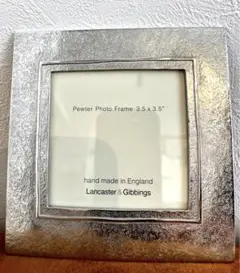 Pewter Photo Frame 3.5 x 3.5"
hand made in England
Lancaster & Gibbings